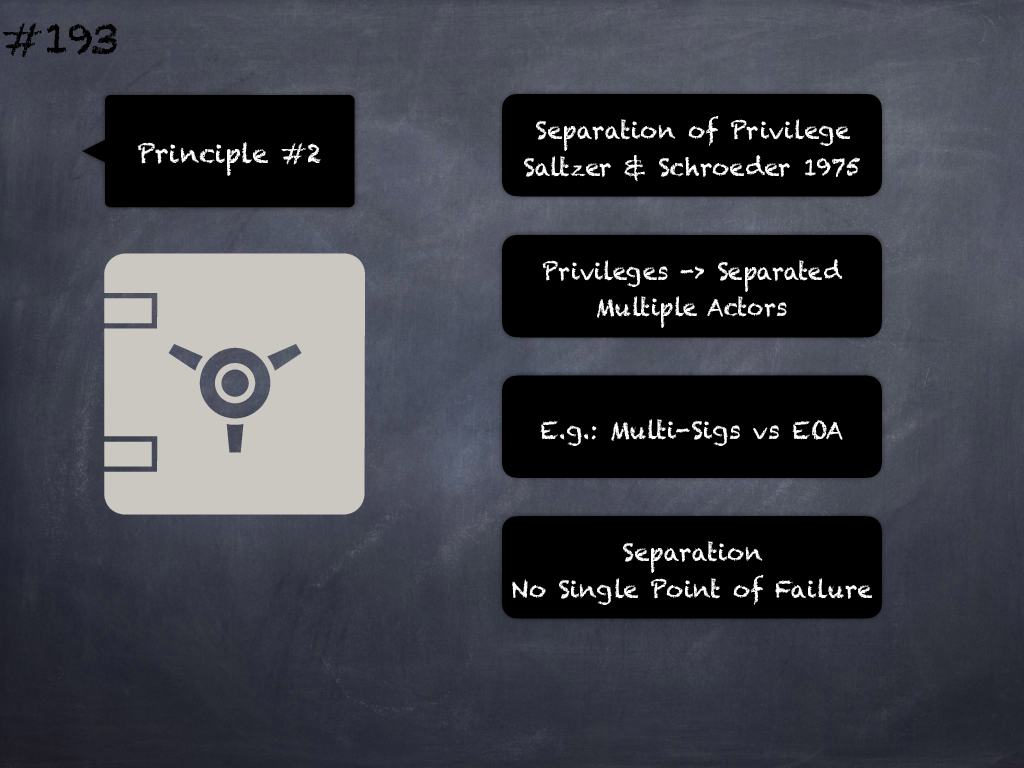 #193
Principle #2
Separation of Privilege
Saltzer & Schroeder 1975
Privileges -> Separated
Multiple Actors
E.g.: Multi-Sigs vs EOA
Separation
No Single Point of Failure